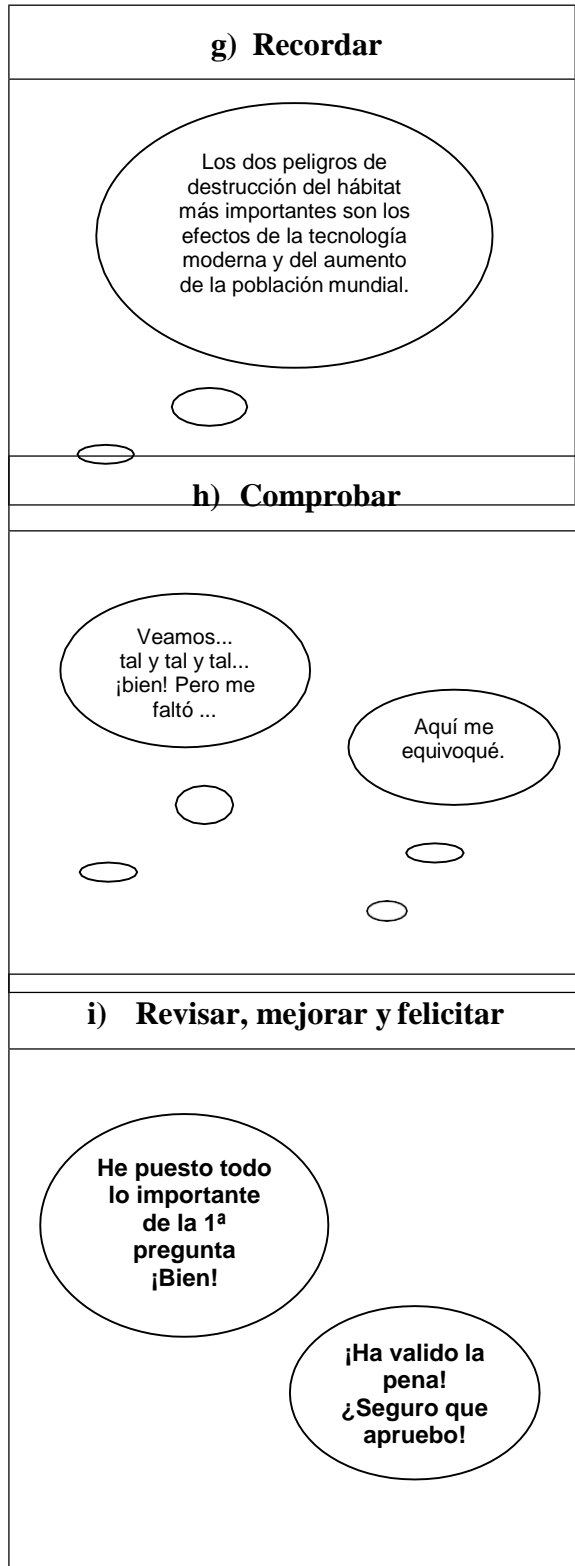 g) Recordar
Los dos peligros de
destrucción del hábitat
más importantes son los
efectos de la tecnología
moderna y del aumento
de la población mundial.
h) Comprobar
Veamos...
tal y tal y tal...
¡bien! Pero me
faltó ...
Aquí me
equivoqué.
i) Revisar, mejorar y felicitar
He puesto todo
lo importante
de la 1ª
pregunta
¡Bien!
¡Ha valido la
pena!
¿Seguro que
apruebo!